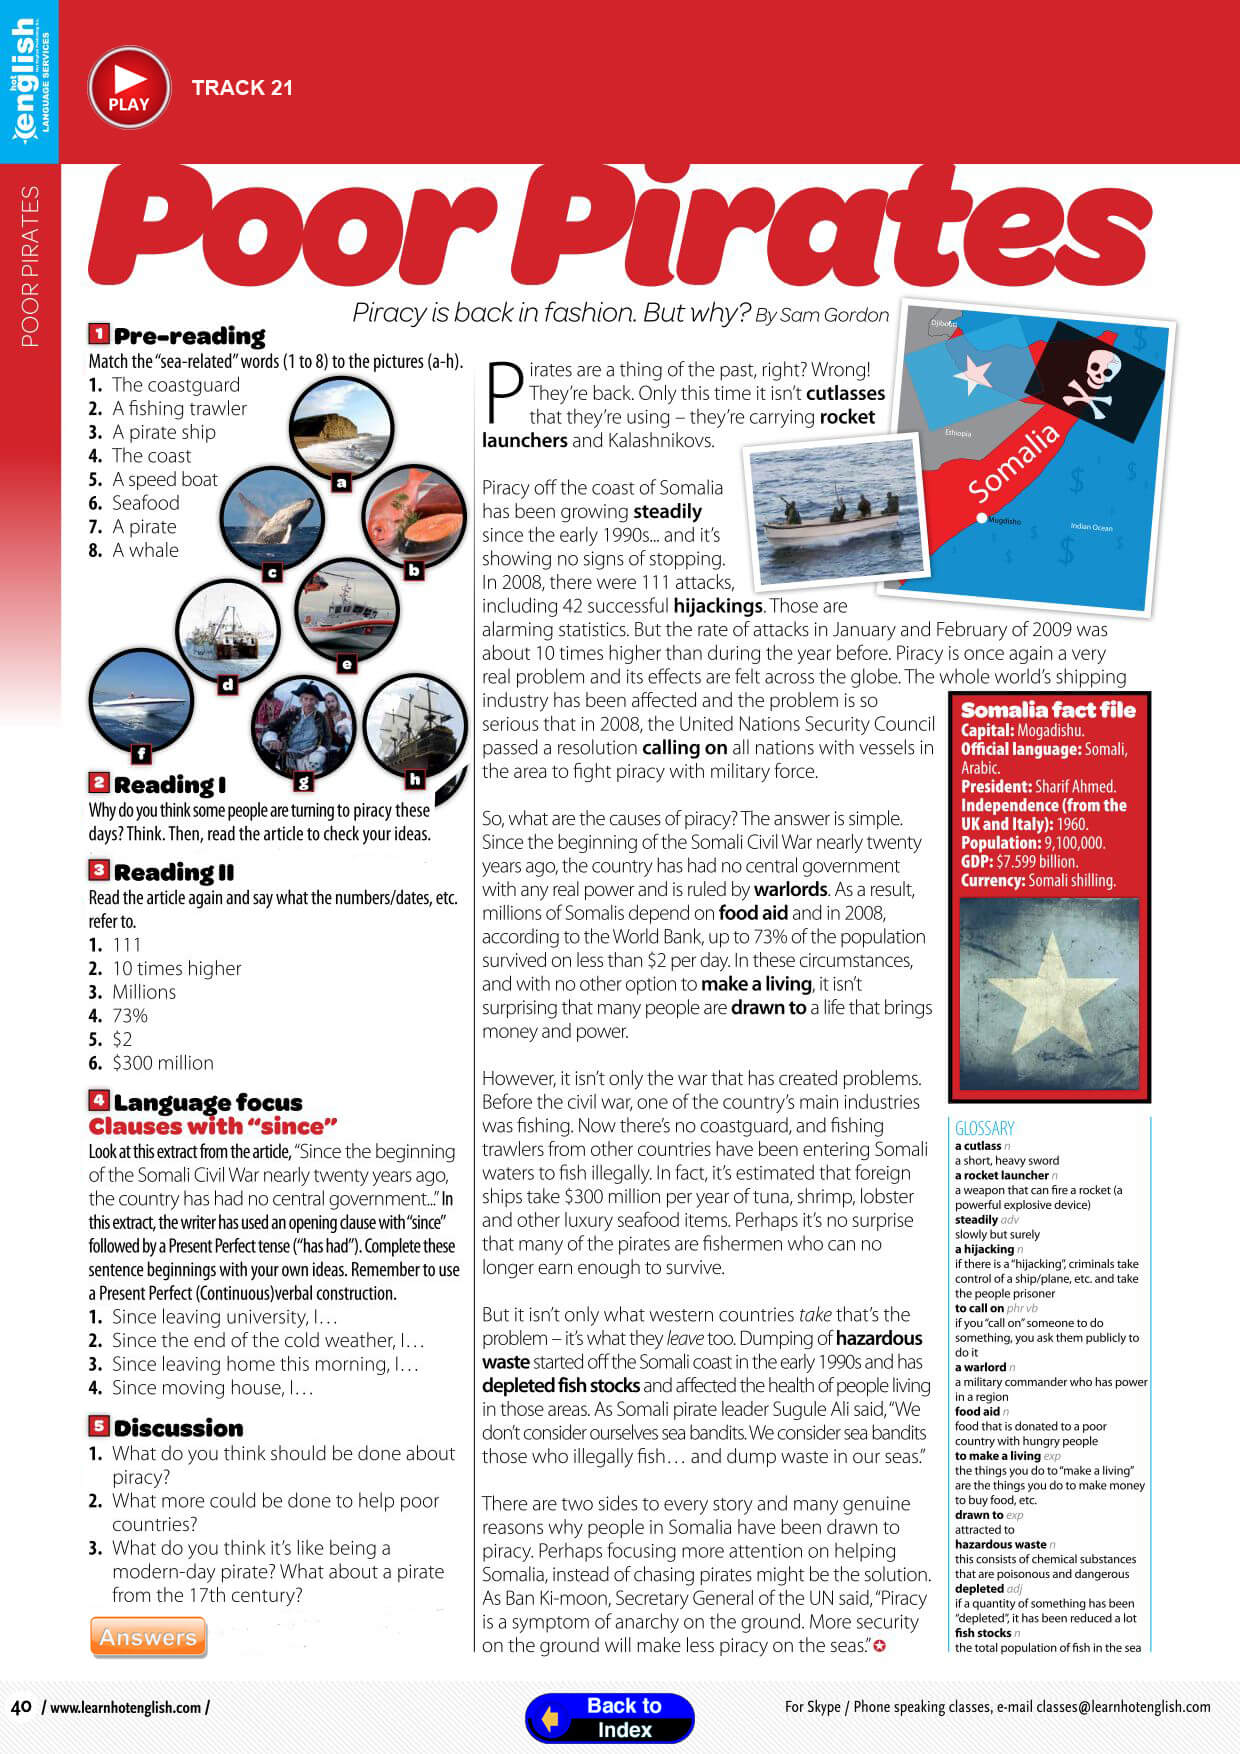 hot
english
LANGUAGE SERVICES
POOR PIRATES
PLAY
TRACK 21
Poor Pirates
Piracy is back in fashion. But why? By Sam Gordon
1 Pre-reading
Match the “sea-related” words (1 to 8) to the pictures (a-h).
1. The coastguard
2. A fishing trawler
3. A pirate ship
4. The coast
5. A speed boat
6. Seafood
7. A pirate
8. A whale
a
b
c
d
e
f
g
h
2 Reading I
Why do you think some people are turning to piracy these
days? Think. Then, read the article to check your ideas.
3 Reading II
Read the article again and say what the numbers/dates, etc.
refer to.
1. 111
2. 10 times higher
3. Millions
4. 73%
5. $2
6. $300 million
4 Language focus
Clauses with “since”
Look at this extract from the article, “Since the beginning
of the Somali Civil War nearly twenty years ago,
the country has had no central government...” In
this extract, the writer has used an opening clause with “since”
followed by a Present Perfect tense (“has had”). Complete these
sentence beginnings with your own ideas. Remember to use
a Present Perfect (Continuous)verbal construction.
1. Since leaving university, I…
2. Since the end of the cold weather, I…
3. Since leaving home this morning, I…
4. Since moving house, I…
5 Discussion
1. What do you think should be done about
piracy?
2. What more could be done to help poor
countries?
3. What do you think it’s like being a
modern-day pirate? What about a pirate
from the 17th century?
Answers
Pirates are a thing of the past, right? Wrong!
They’re back. Only this time it isn’t cutlasses
that they’re using – they’re carrying rocket
launchers and Kalashnikovs.
Piracy off the coast of Somalia
has been growing steadily
since the early 1990s... and it’s
showing no signs of stopping.
In 2008, there were 111 attacks,
including 42 successful hijackings. Those are
alarming statistics. But the rate of attacks in January and February of 2009 was
about 10 times higher than during the year before. Piracy is once again a very
real problem and its effects are felt across the globe. The whole world’s shipping
industry has been affected and the problem is so
serious that in 2008, the United Nations Security Council
passed a resolution calling on all nations with vessels in
the area to fight piracy with military force.
So, what are the causes of piracy? The answer is simple.
Since the beginning of the Somali Civil War nearly twenty
years ago, the country has had no central government
with any real power and is ruled by warlords. As a result,
millions of Somalis depend on food aid and in 2008,
according to the World Bank, up to 73% of the population
survived on less than $2 per day. In these circumstances,
and with no other option to make a living, it isn’t
surprising that many people are drawn to a life that brings
money and power.
However, it isn’t only the war that has created problems.
Before the civil war, one of the country’s main industries
was fishing. Now there’s no coastguard, and fishing
trawlers from other countries have been entering Somali
waters to fish illegally. In fact, it’s estimated that foreign
ships take $300 million per year of tuna, shrimp, lobster
and other luxury seafood items. Perhaps it’s no surprise
that many of the pirates are fishermen who can no
longer earn enough to survive.
But it isn’t only what western countries take that’s the
problem – it’s what they leave too. Dumping of hazardous
waste started off the Somali coast in the early 1990s and has
depleted fish stocks and affected the health of people living
in those areas. As Somali pirate leader Sugule Ali said, “We
don’t consider ourselves sea bandits. We consider sea bandits
those who illegally fish… and dump waste in our seas.”
There are two sides to every story and many genuine
reasons why people in Somalia have been drawn to
piracy. Perhaps focusing more attention on helping
Somalia, instead of chasing pirates might be the solution.
As Ban Ki-moon, Secretary General of the UN said, “Piracy
is a symptom of anarchy on the ground. More security
on the ground will make less piracy on the seas.”
Djibouti
Ethiopia
Somalia
Mugdisho
Indian Ocean
Somalia fact file
Capital: Mogadishu.
Official language: Somali,
Arabic.
President: Sharif Ahmed.
Independence (from the
UK and Italy): 1960.
Population: 9,100,000.
GDP: $7.599 billion.
Currency: Somali shilling.
GLOSSARY
a cutlass n
a short, heavy sword
a rocket launcher n
a weapon that can fire a rocket (a
powerful explosive device)
steadily adv
slowly but surely
a hijacking n
if there is a “hijacking”, criminals take
control of a ship/plane, etc. and take
the people prisoner
to call on phr vb
if you “call on” someone to do
something, you ask them publicly to
do it
a warlord n
a military commander who has power
in a region
food aid n
food that is donated to a poor
country with hungry people
to make a living exp
the things you do to “make a living”
are the things you do to make money
to buy food, etc.
drawn to exp
attracted to
hazardous waste n
this consists of chemical substances
that are poisonous and dangerous
depleted adj
if a quantity of something has been
“depleted”, it has been reduced a lot
fish stocks n
the total population of fish in the sea
40 / www.learnhotenglish.com /
Back to
Index
For Skype / Phone speaking classes, e-mail classes@learnhotenglish.com